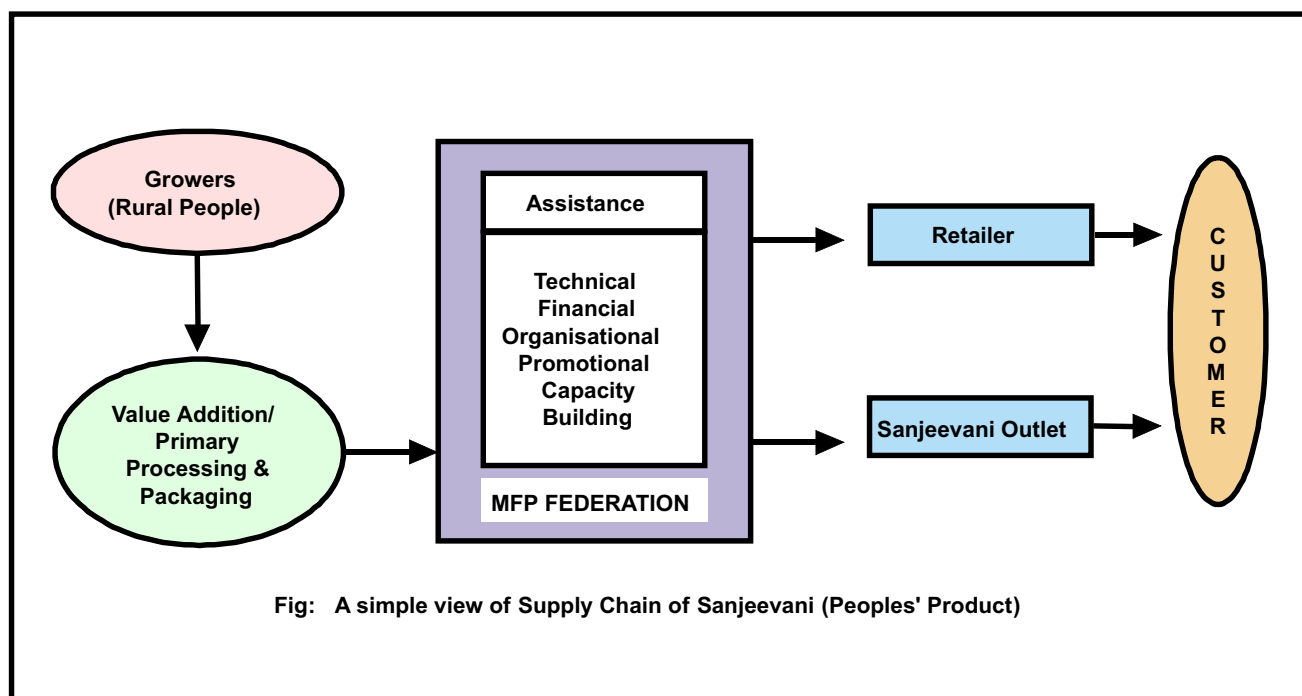 Growers
(Rural People)
Value Addition/
Primary
Processing &
Packaging
Assistance
Technical
Financial
Organisational
Promotional
Capacity
Building
MFP FEDERATION
Retailer
Sanjeevani Outlet
CUSTOMER
Fig: A simple view of Supply Chain of Sanjeevani (Peoples' Product)